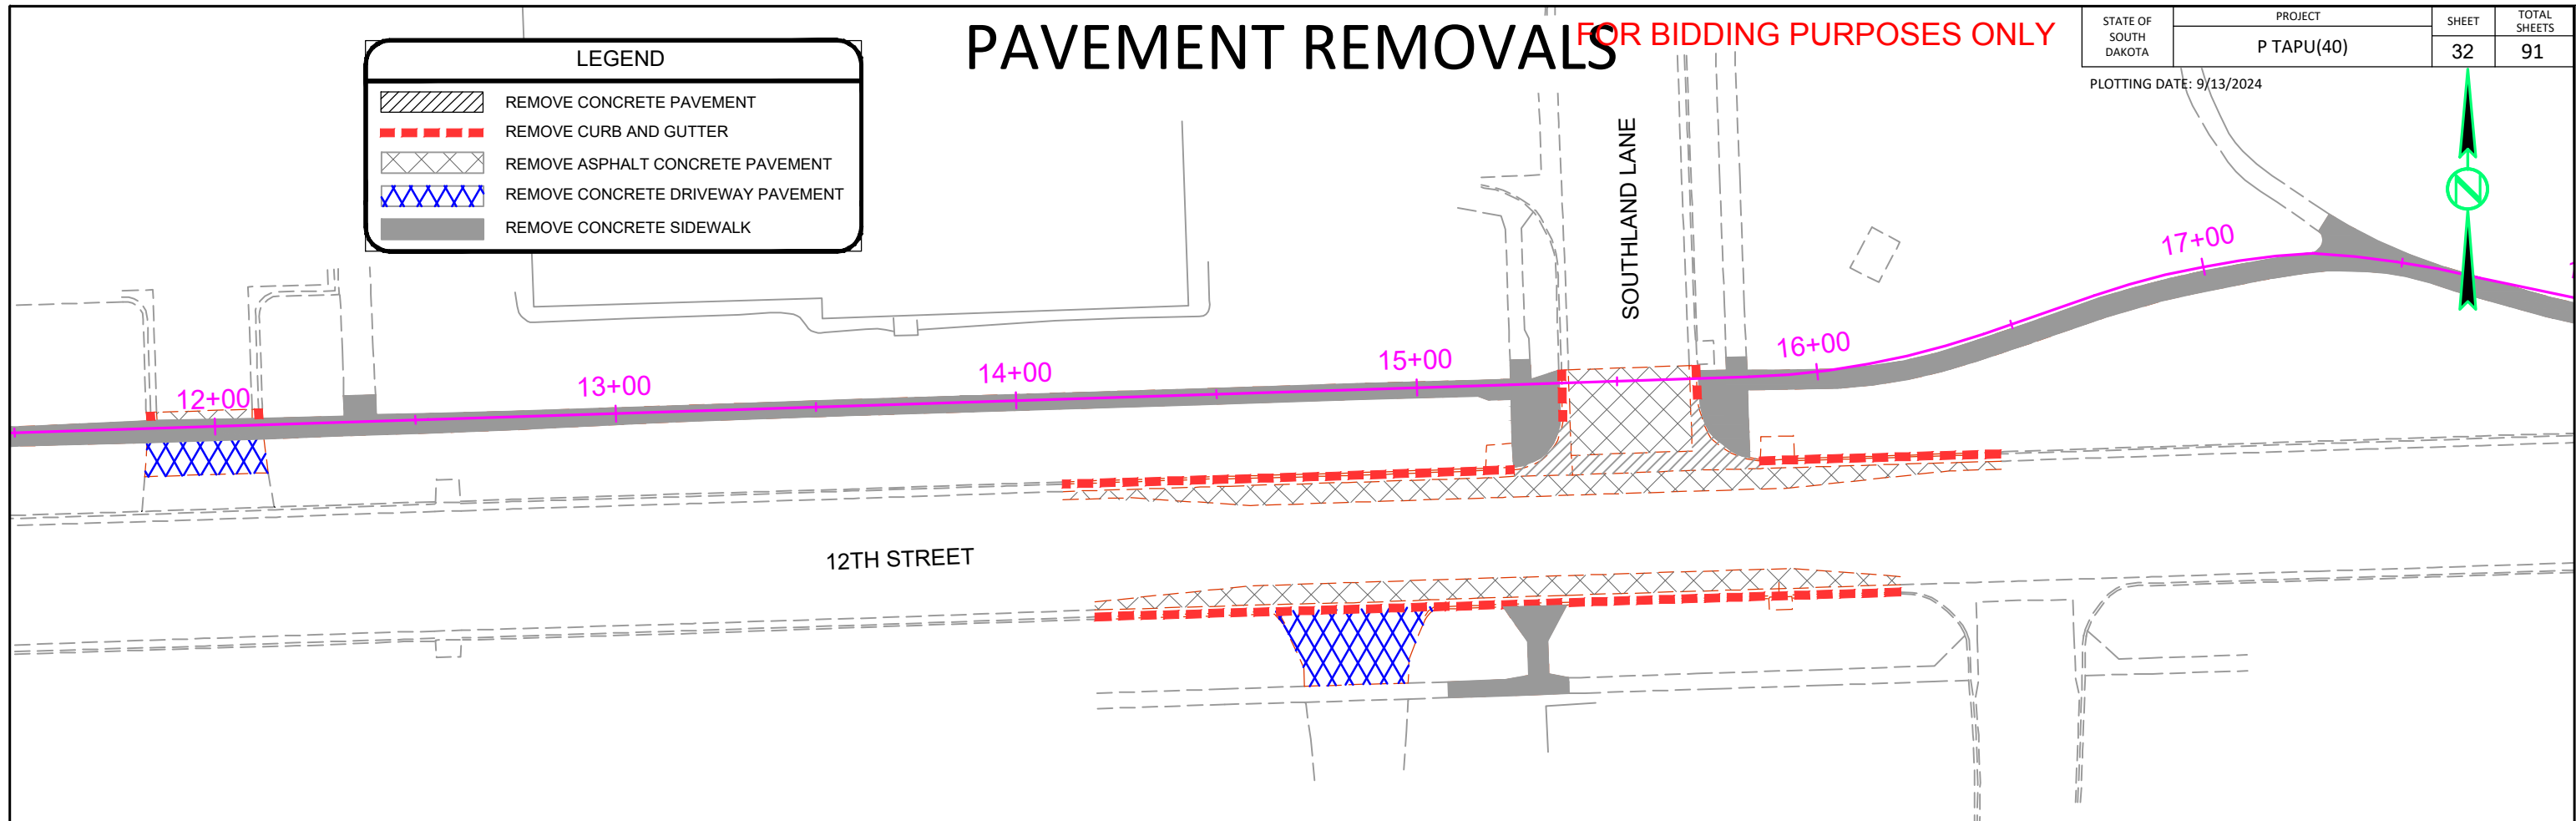 PAVEMENT REMOVALS
FOR BIDDING PURPOSES ONLY
STATE OF
SOUTH
DAKOTA
PROJECT
P TAPU(40)
SHEET
32
TOTAL
SHEETS
91
PLOTTING DATE: 9/13/2024
LEGEND
REMOVE CONCRETE PAVEMENT
REMOVE CURB AND GUTTER
REMOVE ASPHALT CONCRETE PAVEMENT
REMOVE CONCRETE DRIVEWAY PAVEMENT
REMOVE CONCRETE SIDEWALK
SOUTHLAND LANE
N
12+00
13+00
14+00
15+00
16+00
17+00
12TH STREET